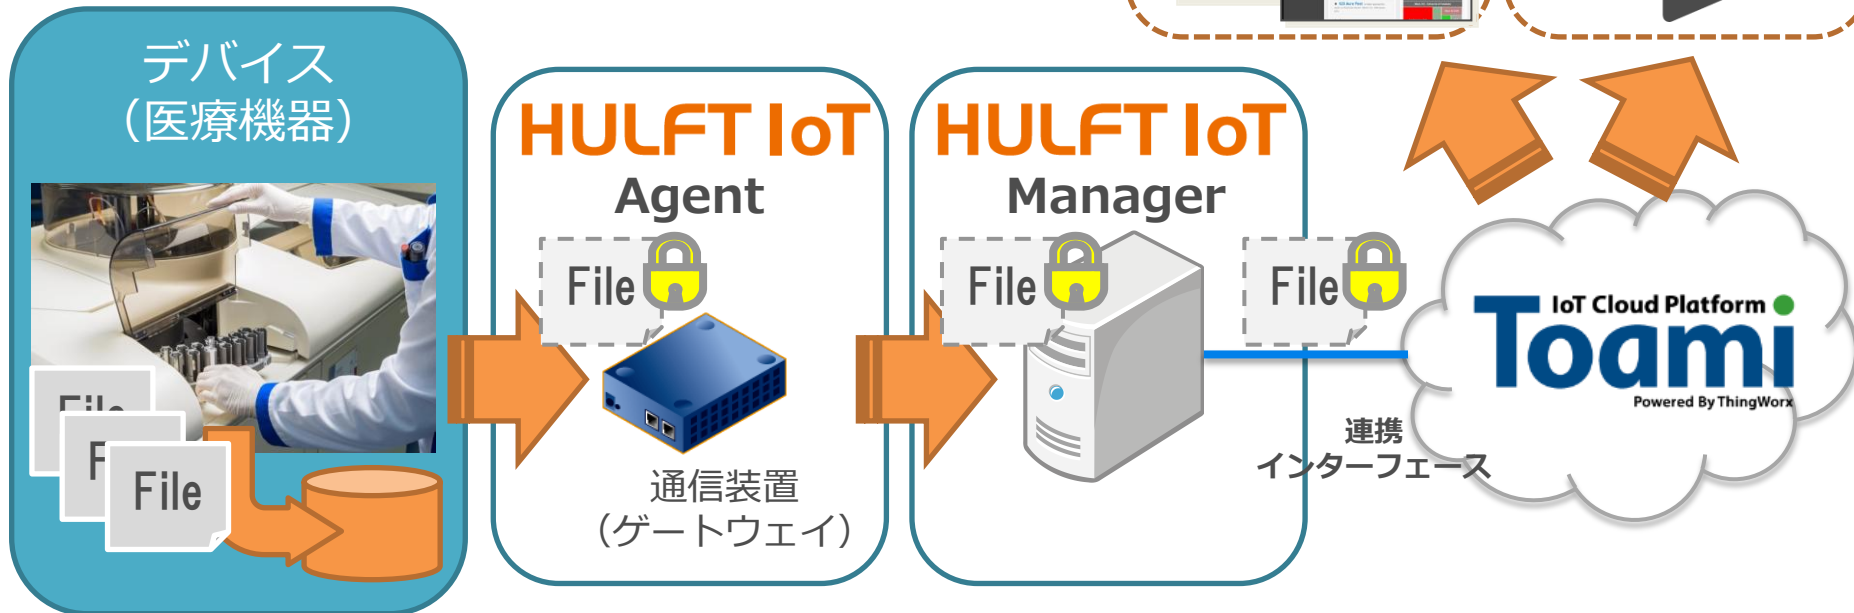 デバイス
（医療機器）
File
File
HULFT IoT
Agent
File
通信装置
（ゲートウェイ）
HULFT IoT
Manager
File
File
連携
インターフェース
IoT Cloud Platform
Toami
Powered By ThingWorx